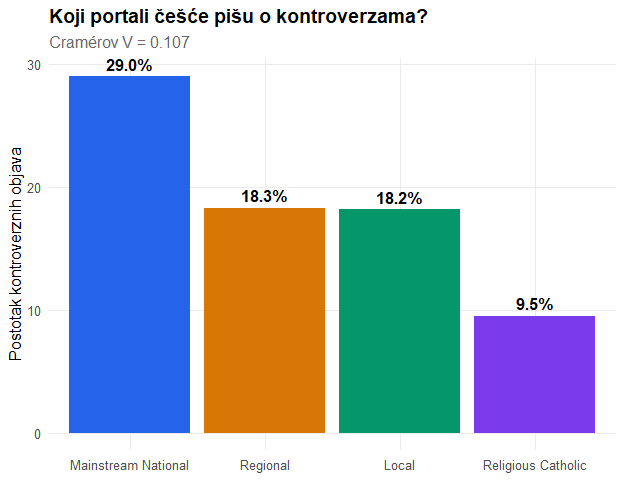 Koji portali češće pišu o kontroverzama?
Cramérov V = 0.107
Postotak kontroverznih objava
30
20
10
0
29.0%
18.3%
18.2%
9.5%
Mainstream National
Regional
Local
Religious Catholic